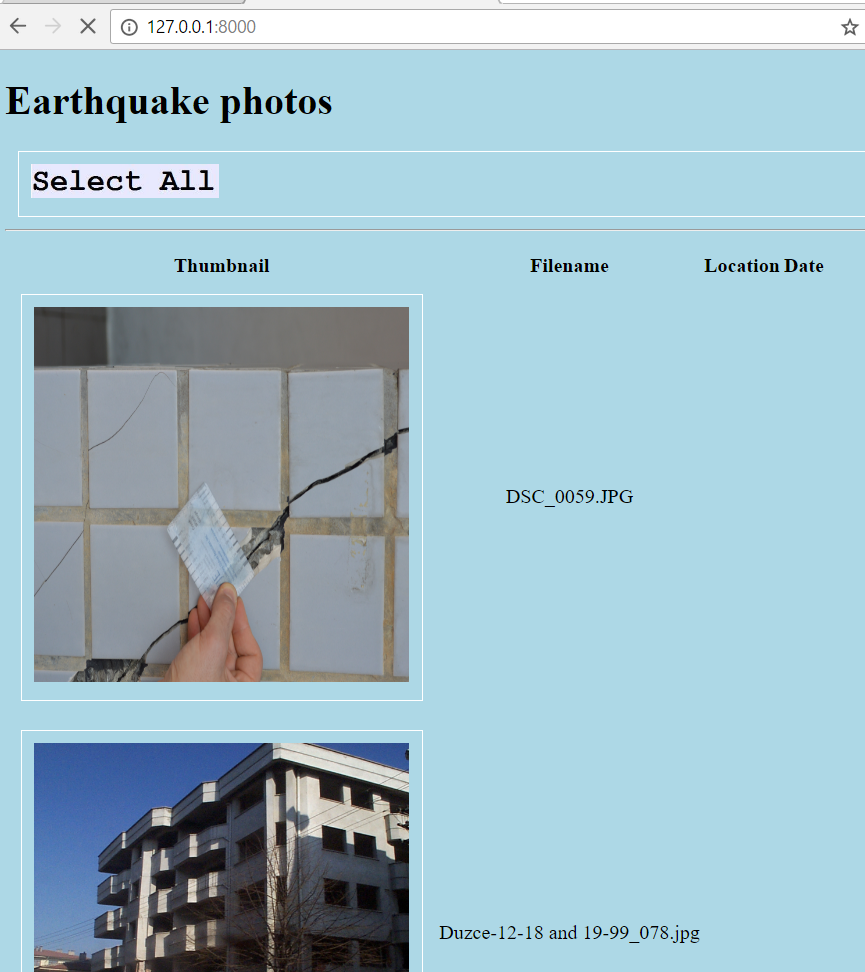 127.0.0.1:8000
Earthquake photos
Select All
Thumbnail Filename Location Date
DSC_0059.JPG
Duzce-12-18 and 19-99_078.jpg